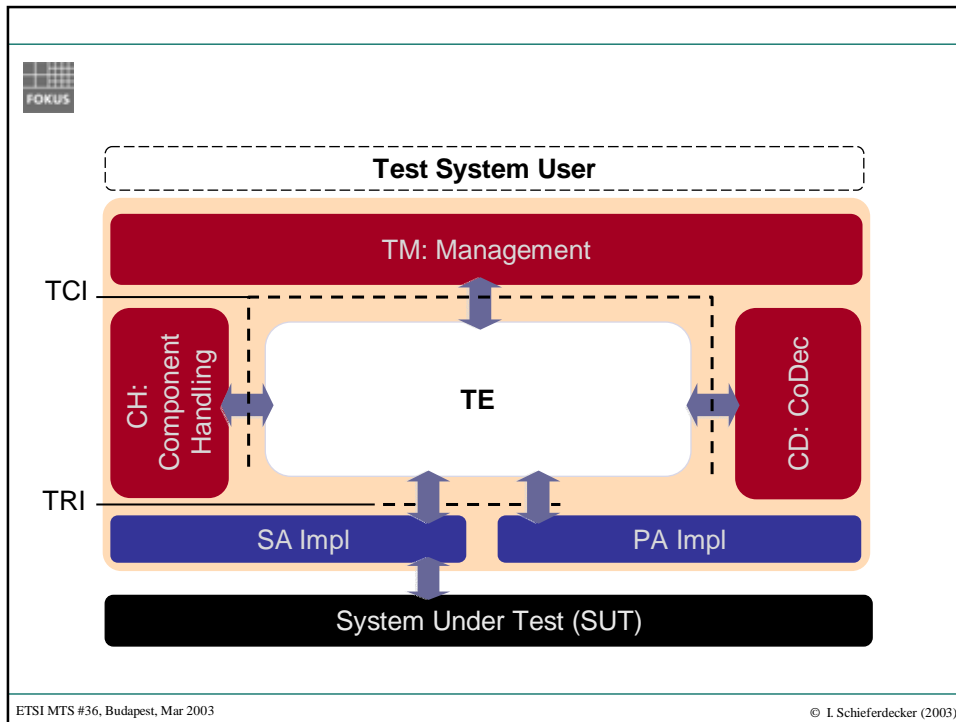 FOKUS
Test System User
TM: Management
TCI
CH:
Component
Handling
TE
CD: CoDec
TRI
SA Impl
PA Impl
System Under Test (SUT)
ETSI MTS #36, Budapest, Mar 2003
© I. Schieferdecker (2003)